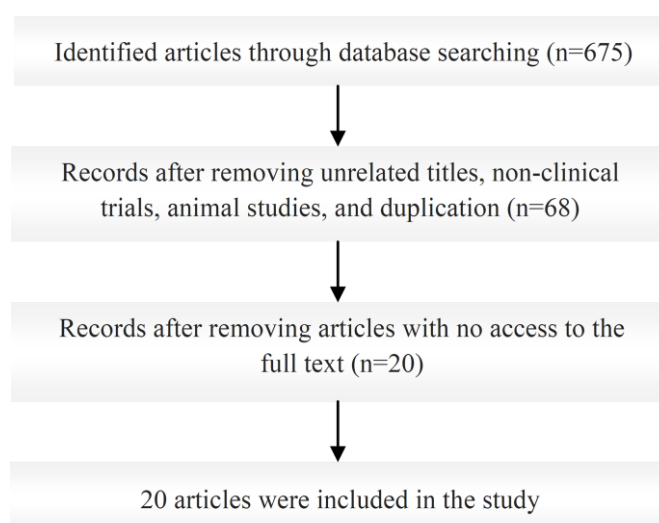 Identified articles through database searching (n=675)
Records after removing unrelated titles, non-clinical
trials, animal studies, and duplication (n=68)
Records after removing articles with no access to the
full text (n=20)
20 articles were included in the study